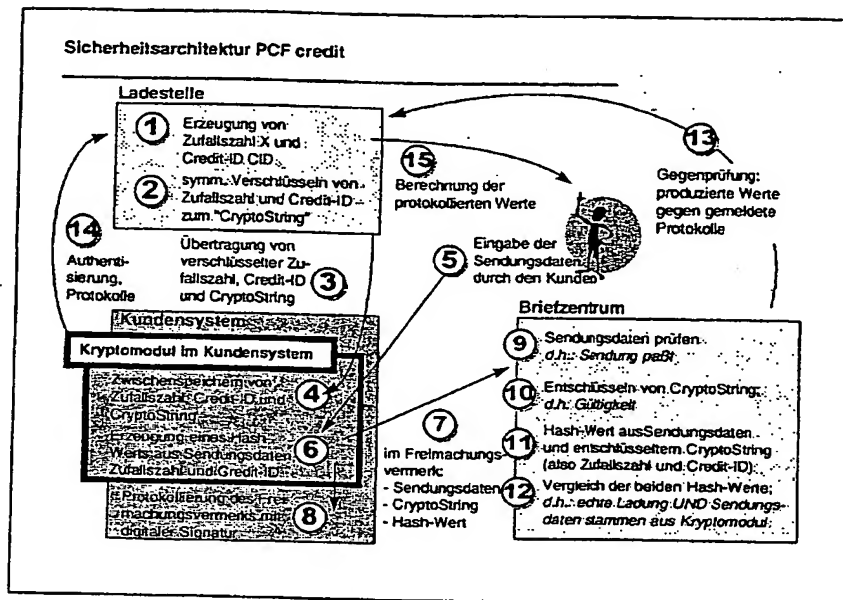 Sicherheitsarchitektur PCF credit
Ladestelle
1
Erzeugung von
Zufallszahl X und
Credit-ID CID
2
symm. Verschlüsseln von
Zufallszahl und Credit-ID
zum "CryptoString"
14
Authenti-
sierung,
Protokolle
Übertragung von
verschlüsselter Zu-
fallszahl, Credit-ID
und CryptoString
3
15
Berechnung der
protokollierten Werte
13
Gegenprüfung:
produzierte Werte
gegen gemeldete
Protokolle
5
Eingabe der
Sendungsdaten
durch den Kunden
Kundensystem
Kryptomodul im Kundensystem
Zwischenspeichern von
Zufallszahl, Credit-ID und
CryptoString
4
Erzeugung eines Hash-
Werts aus Sendungsdaten,
Zufallszahl und Credit-ID
6
Protokollierung des Frei-
machungsvermerks mit
digitaler Signatur
8
7
im Freimachungs-
vermerk:
- Sendungsdaten
- CryptoString
- Hash-Wert
Briefzentrum
9
Sendungsdaten prüfen
d.h.: Sendung paßt
10
Entschüsseln von CryptoString;
d.h. Gültigkeit
11
Hash-Wert aus Sendungsdaten
und entschlüsseltem CryptoString
(also Zufallszahl und Credit-ID)
12
Vergleich der beiden Hash-Werte;
d.h.: echte Ladung UND Sendungs-
daten stammen aus Kryptomodul